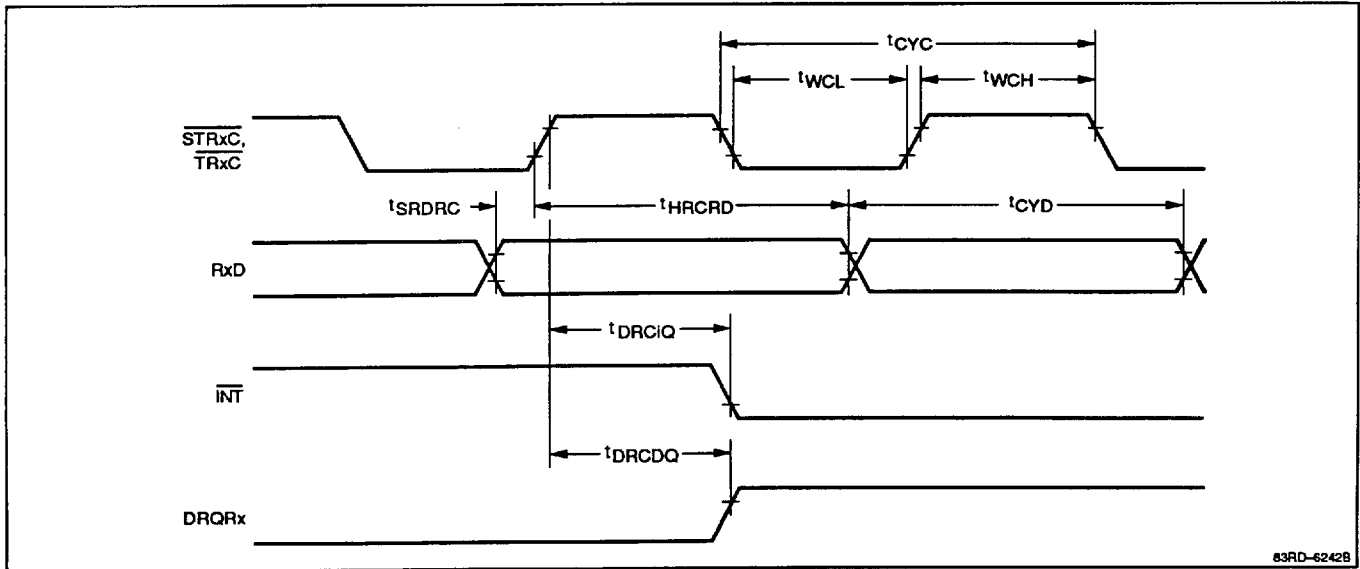 tCYC
tWCL
tWCH
STRxC,
TRxC
tSRDRC
tHRCRD
tCYD
RxD
tDRCIQ
INT
tDRCDQ
DRQRx
83RD-6242B